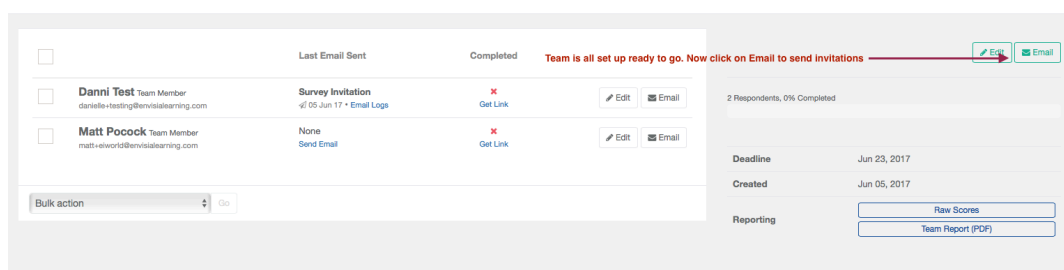 Last Email Sent Completed
Team is all set up ready to go. Now click on Email to send invitations
Edit Email
Danni Test Team Member
danielle+testing@envisialearning.com
Survey Invitation
05 Jun 17 • Email Logs
Get Link
Edit Email
Matt Pocock Team Member
matt+eiworld@envisialearning.com
None
Send Email
Get Link
Edit Email
Bulk action Go
2 Respondents, 0% Completed
Deadline Jun 23, 2017
Created Jun 05, 2017
Reporting
Raw Scores
Team Report (PDF)